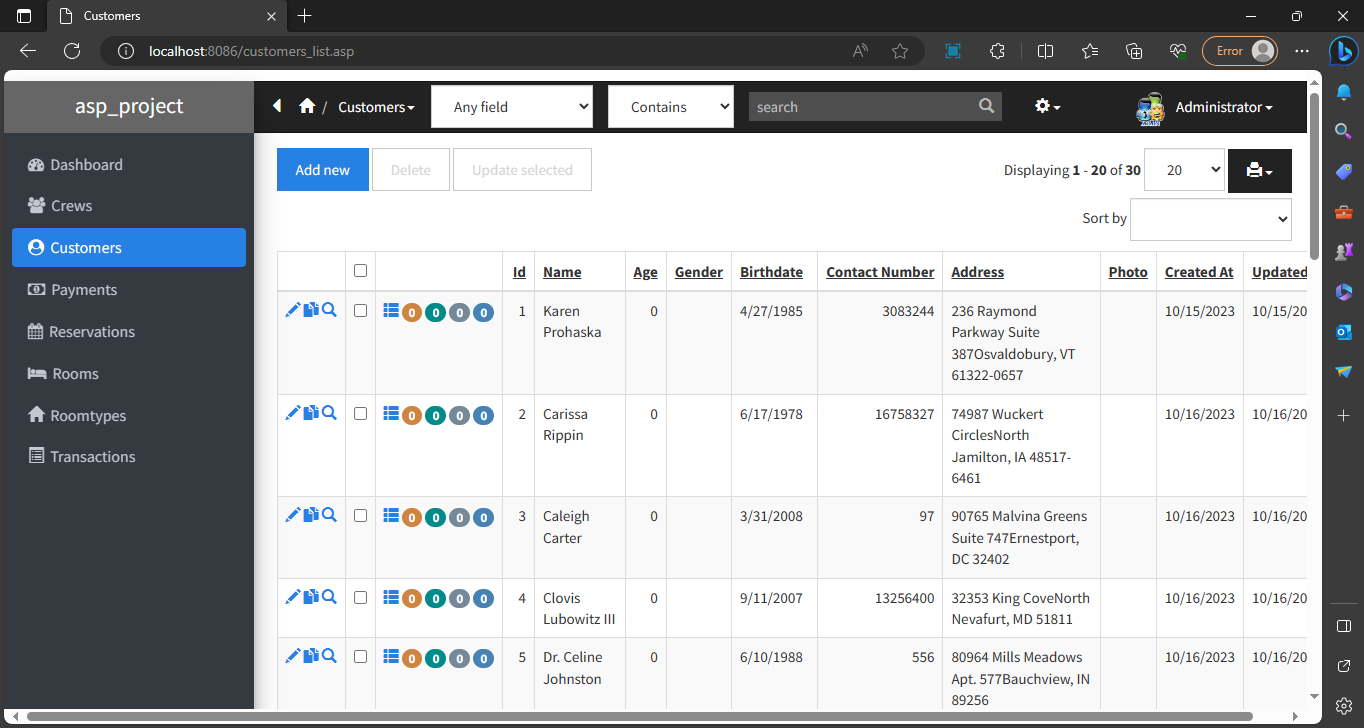 Customers
localhost:8086/customers_list.asp
Error
asp_project
/ Customers
Any field
Contains
search
Administrator
Dashboard
Crews
Customers
Payments
Reservations
Rooms
Roomtypes
Transactions
Add new
Delete
Update selected
Displaying 1 - 20 of 30
20
Sort by
Id Name Age Gender Birthdate Contact Number Address Photo Created At Updated
0 0 0 0 1 Karen 0 4/27/1985 3083244 236 Raymond 10/15/2023 10/15/20
Prohaska Parkway Suite
387Osvaldobury, VT
61322-0657
0 0 0 0 2 Carissa 0 6/17/1978 16758327 74987 Wuckert 10/16/2023 10/16/20
Rippin CirclesNorth
Jamilton, IA 48517-
6461
0 0 0 0 3 Caleigh 0 3/31/2008 97 90765 Malvina Greens 10/16/2023 10/16/20
Carter Suite 747Ernestport,
DC 32402
0 0 0 0 4 Clovis 0 9/11/2007 13256400 32353 King CoveNorth 10/16/2023 10/16/20
Lubowitz III Nevafurt, MD 51811
0 0 0 0 5 Dr. Celine 0 6/10/1988 556 80964 Mills Meadows 10/16/2023 10/16/20
Johnston Apt. 577Bauchview, IN
89256